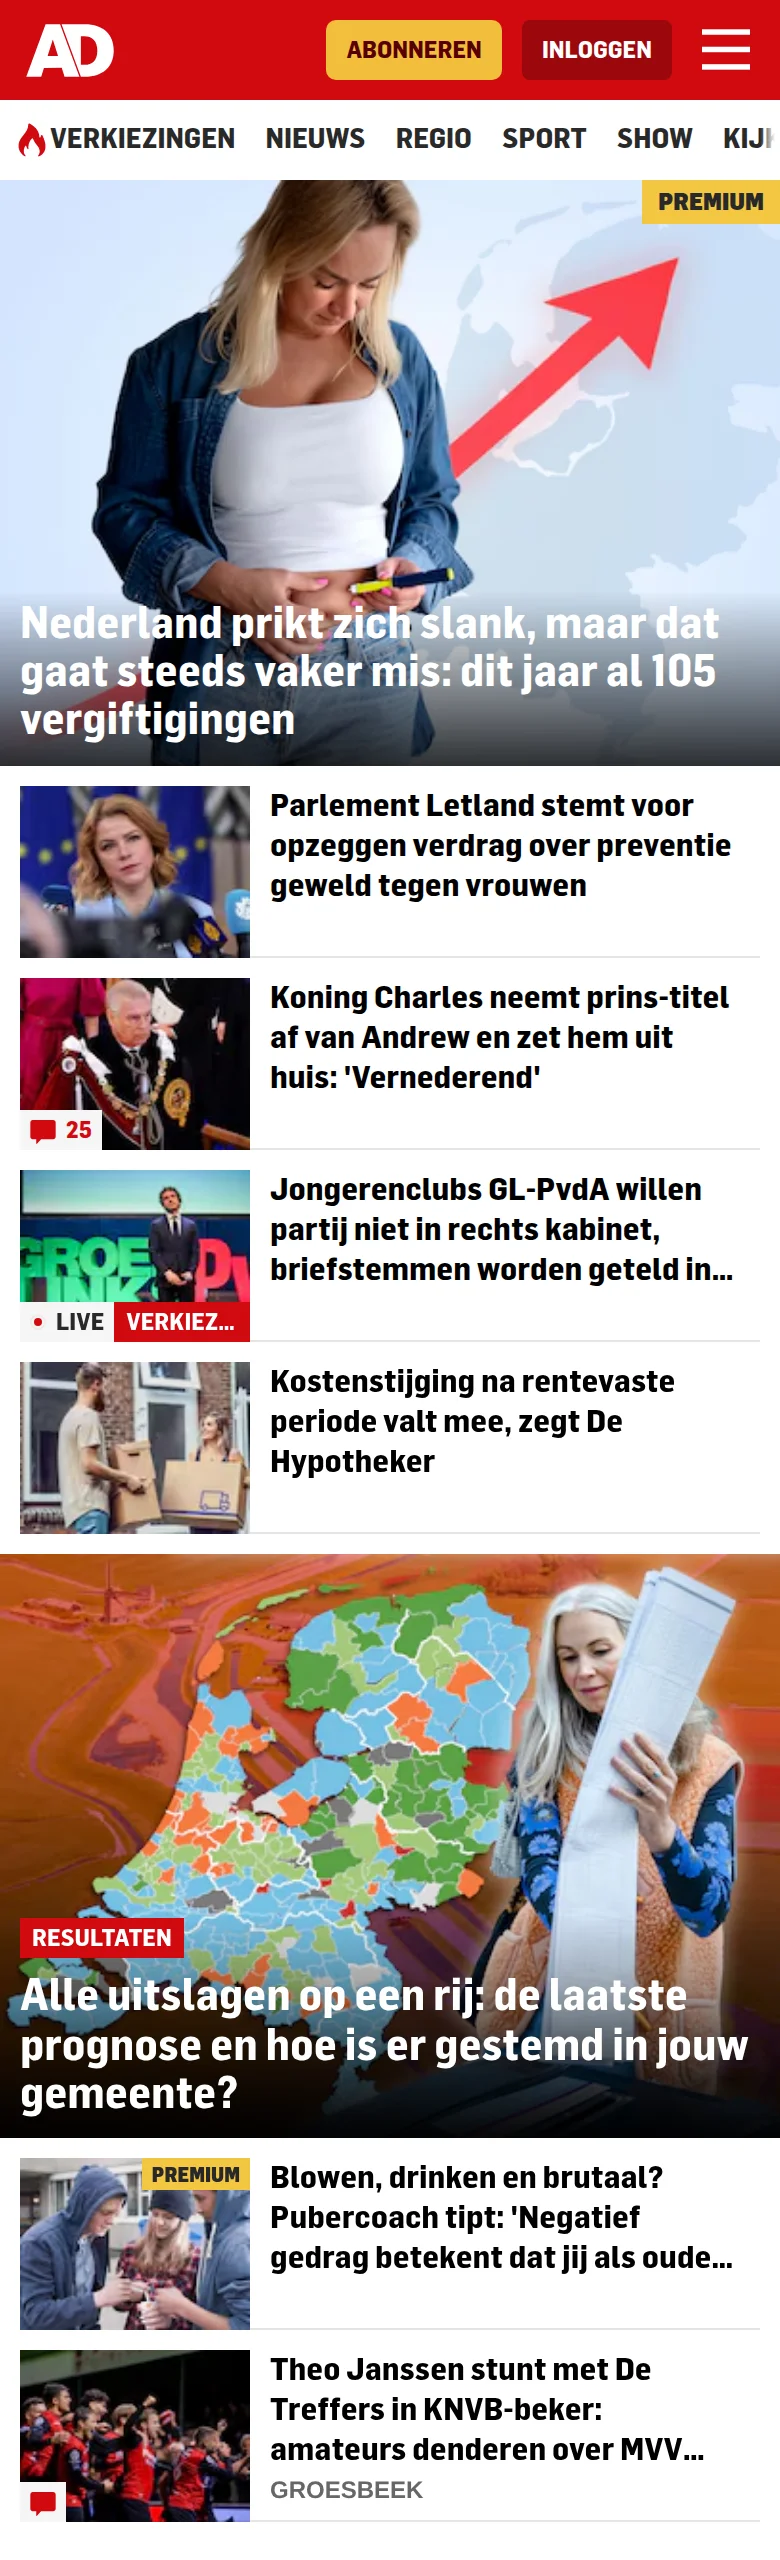 AD
ABONNEREN
INLOGGEN
VERKIEZINGEN NIEUWS REGIO SPORT SHOW
PREMIUM
Nederland prikt zich slank, maar dat
gaat steeds vaker mis: dit jaar al 105
vergiftigingen
Parlement Letland stemt voor
opzeggen verdrag over preventie
geweld tegen vrouwen
Koning Charles neemt prins-titel
af van Andrew en zet hem uit
huis: 'Vernederend'
25
Jongerenclubs GL-PvdA willen
partij niet in rechts kabinet,
briefstemmen worden geteld in...
LIVE VERKIEZ...
Kostenstijging na rentevaste
periode valt mee, zegt De
Hypotheker
RESULTATEN
Alle uitslagen op een rij: de laatste
prognose en hoe is er gestemd in jouw
gemeente?
PREMIUM
Blowen, drinken en brutaal?
Pubercoach tipt: 'Negatief
gedrag betekent dat jij als oude...
Theo Janssen stunt met De
Treffers in KNVB-beker:
amateurs denderen over MVV...
GROESBEEK